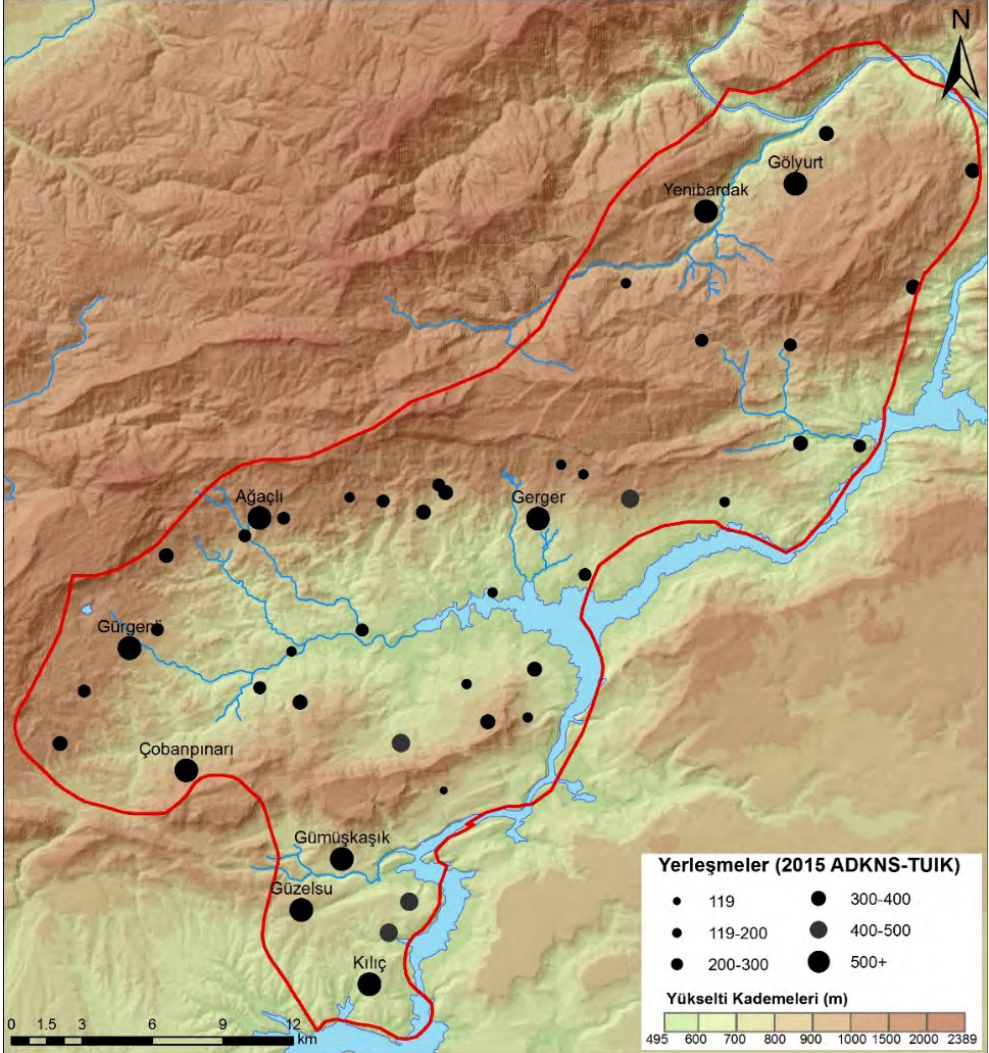 N
Gölyurt
Yenibardak
Ağaçlı
Gerger
Gürgenli
Çobanpınarı
Gümüşkaşık
Güzelsu
Kılıç
Yerleşmeler (2015 ADKNS-TUIK)
119 300-400
119-200 400-500
200-300 500+
Yükselti Kademeleri (m)
495 600 700 800 900 1000 1500 2000 2389
0 1.5 3 6 9 12
km